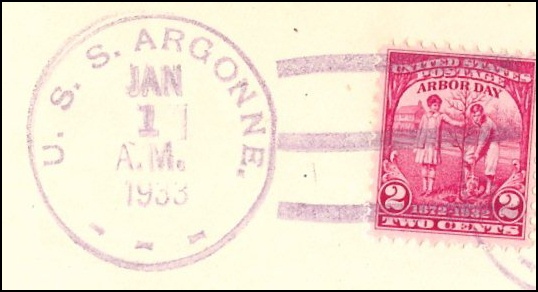 U. S. S. ARGONNE.
JAN
1
A.M.
1933
UNITED STATES
POSTAGE
ARBOR DAY
2 1872-1932 2
TWO CENTS